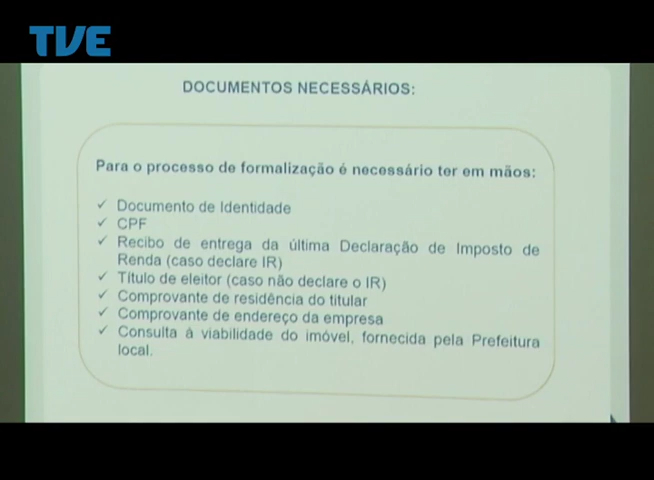 TVE
DOCUMENTOS NECESSÁRIOS:
Para o processo de formalização é necessário ter em mãos:
✓ Documento de Identidade
✓ CPF
✓ Recibo de entrega da última Declaração de Imposto de
Renda (caso declare IR)
✓ Título de eleitor (caso não declare o IR)
✓ Comprovante de residência do titular
✓ Comprovante de endereço da empresa
✓ Consulta à viabilidade do imóvel, fornecida pela Prefeitura
local.